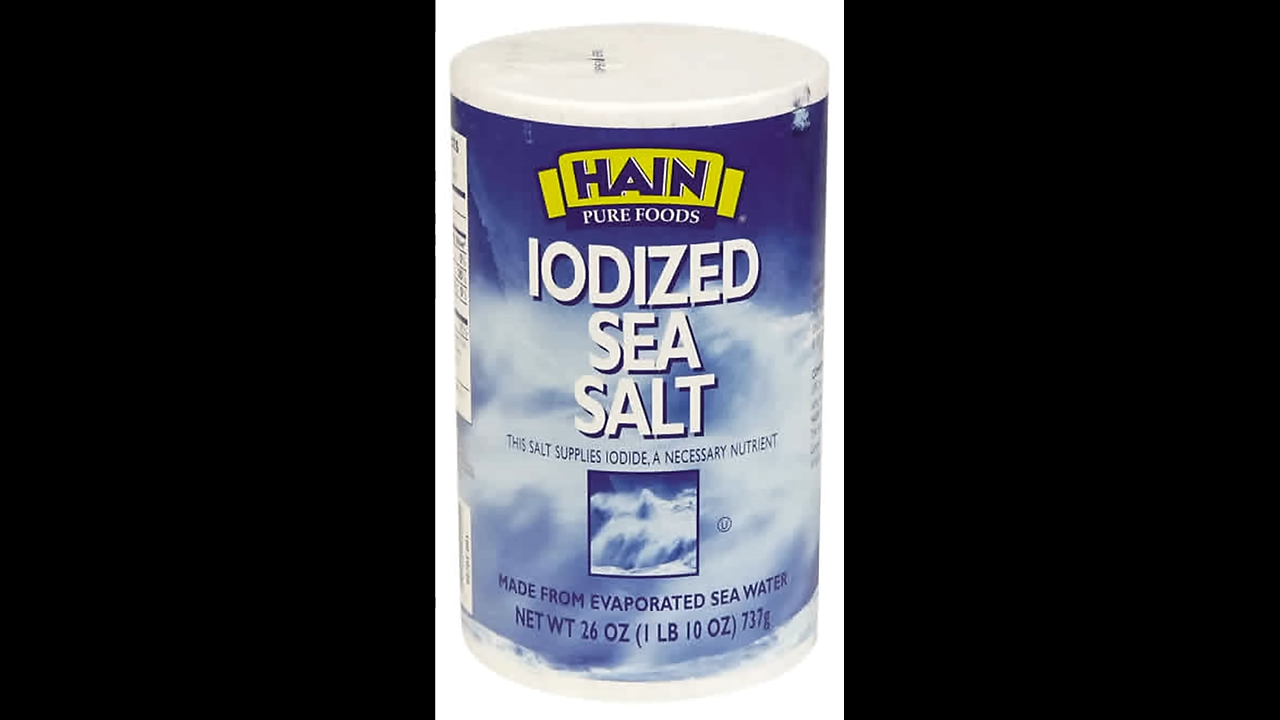 HAIN
PURE FOODS
IODIZED
SEA
SALT
THIS SALT SUPPLIES IODIDE, A NECESSARY NUTRIENT
U
MADE FROM EVAPORATED SEA WATER
NET WT 26 OZ (1 LB 10 OZ) 737g